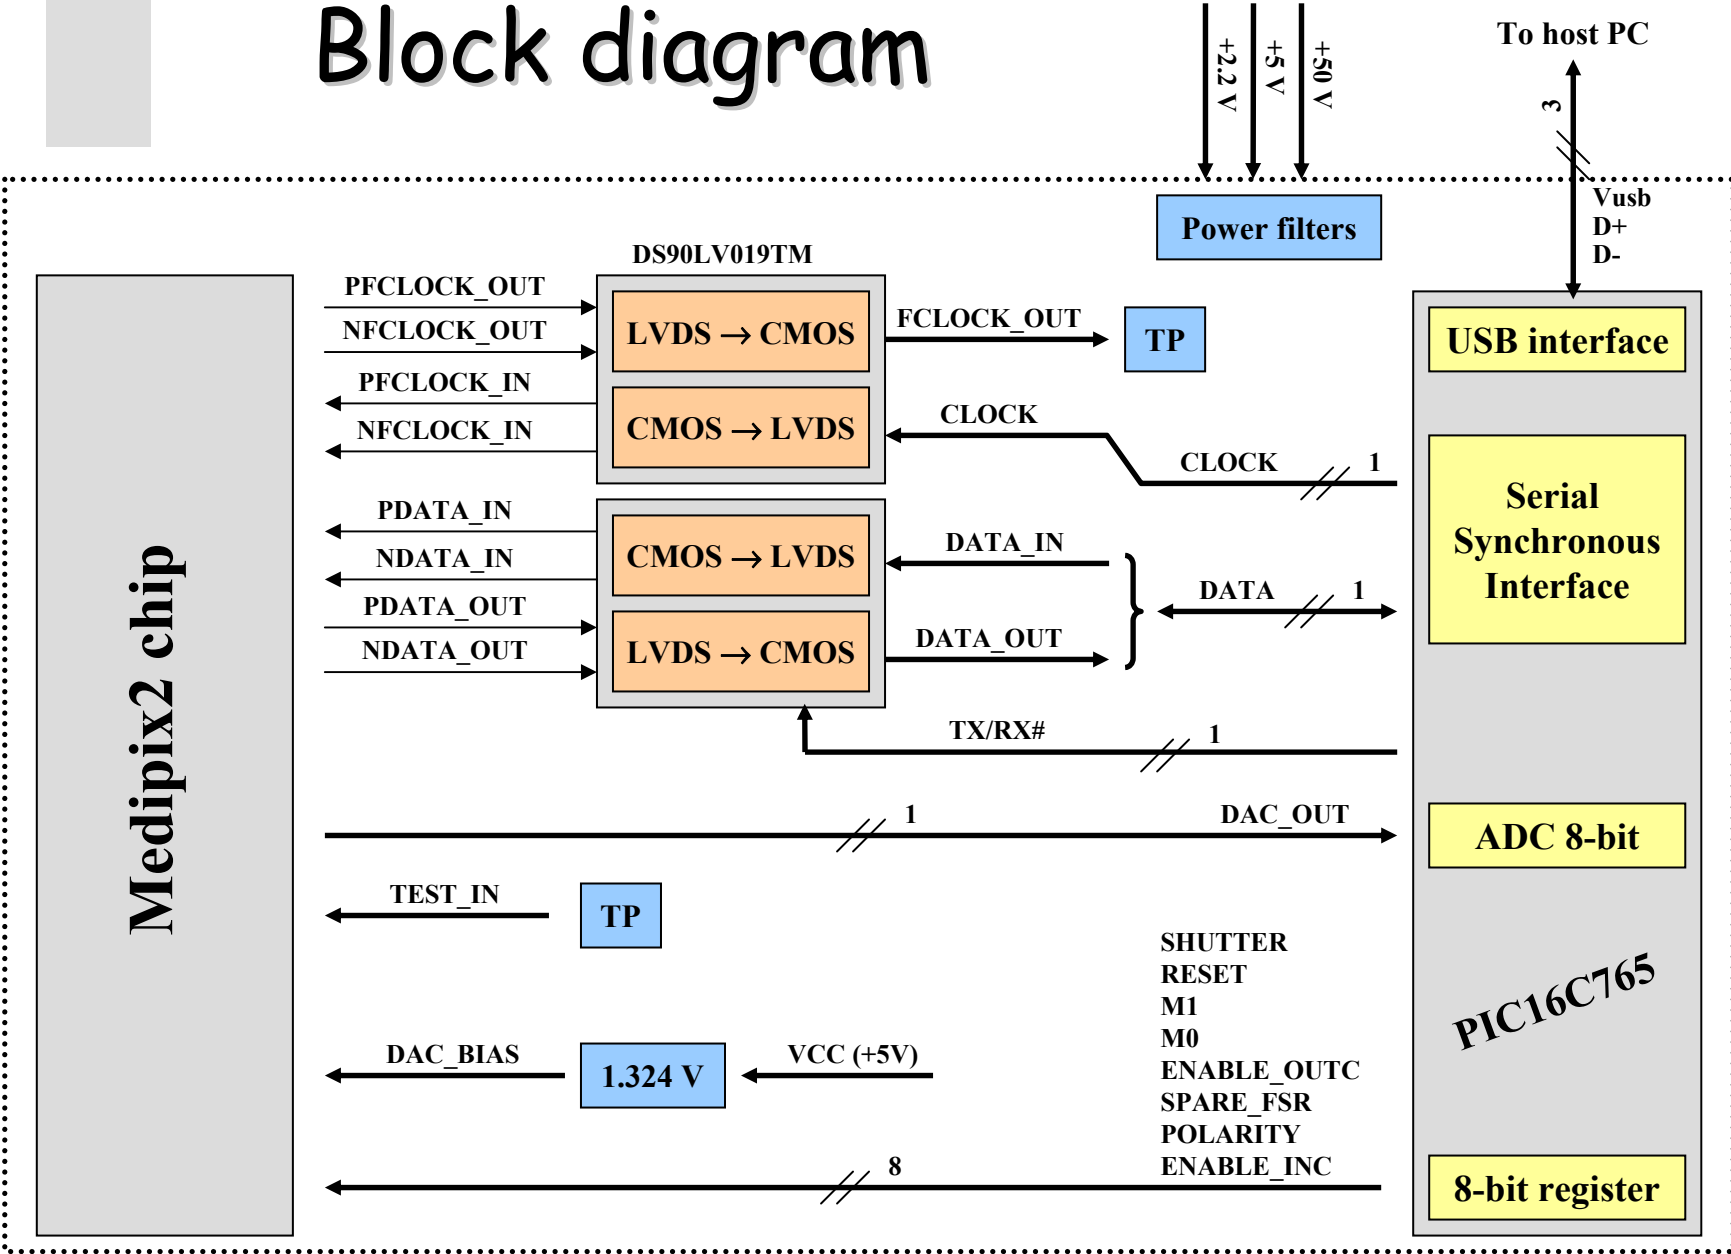 Block diagram
+2.2 V
+5 V
+50 V
To host PC
3
Vusb
D+
D-
Power filters
DS90LV019TM
PFCLOCK_OUT
NFCLOCK_OUT
LVDS → CMOS
FCLOCK_OUT
TP
USB interface
PFCLOCK_IN
NFCLOCK_IN
CMOS → LVDS
CLOCK
CLOCK
1
Serial
Synchronous
Interface
PDATA_IN
NDATA_IN
CMOS → LVDS
DATA_IN
DATA
1
PDATA_OUT
NDATA_OUT
LVDS → CMOS
DATA_OUT
Medipix2 chip
TX/RX#
1
1
DAC_OUT
ADC 8-bit
TEST_IN
TP
SHUTTER
RESET
M1
M0
ENABLE_OUTC
SPARE_FSR
POLARITY
ENABLE_INC
PIC16C765
DAC_BIAS
1.324 V
VCC (+5V)
8
8-bit register